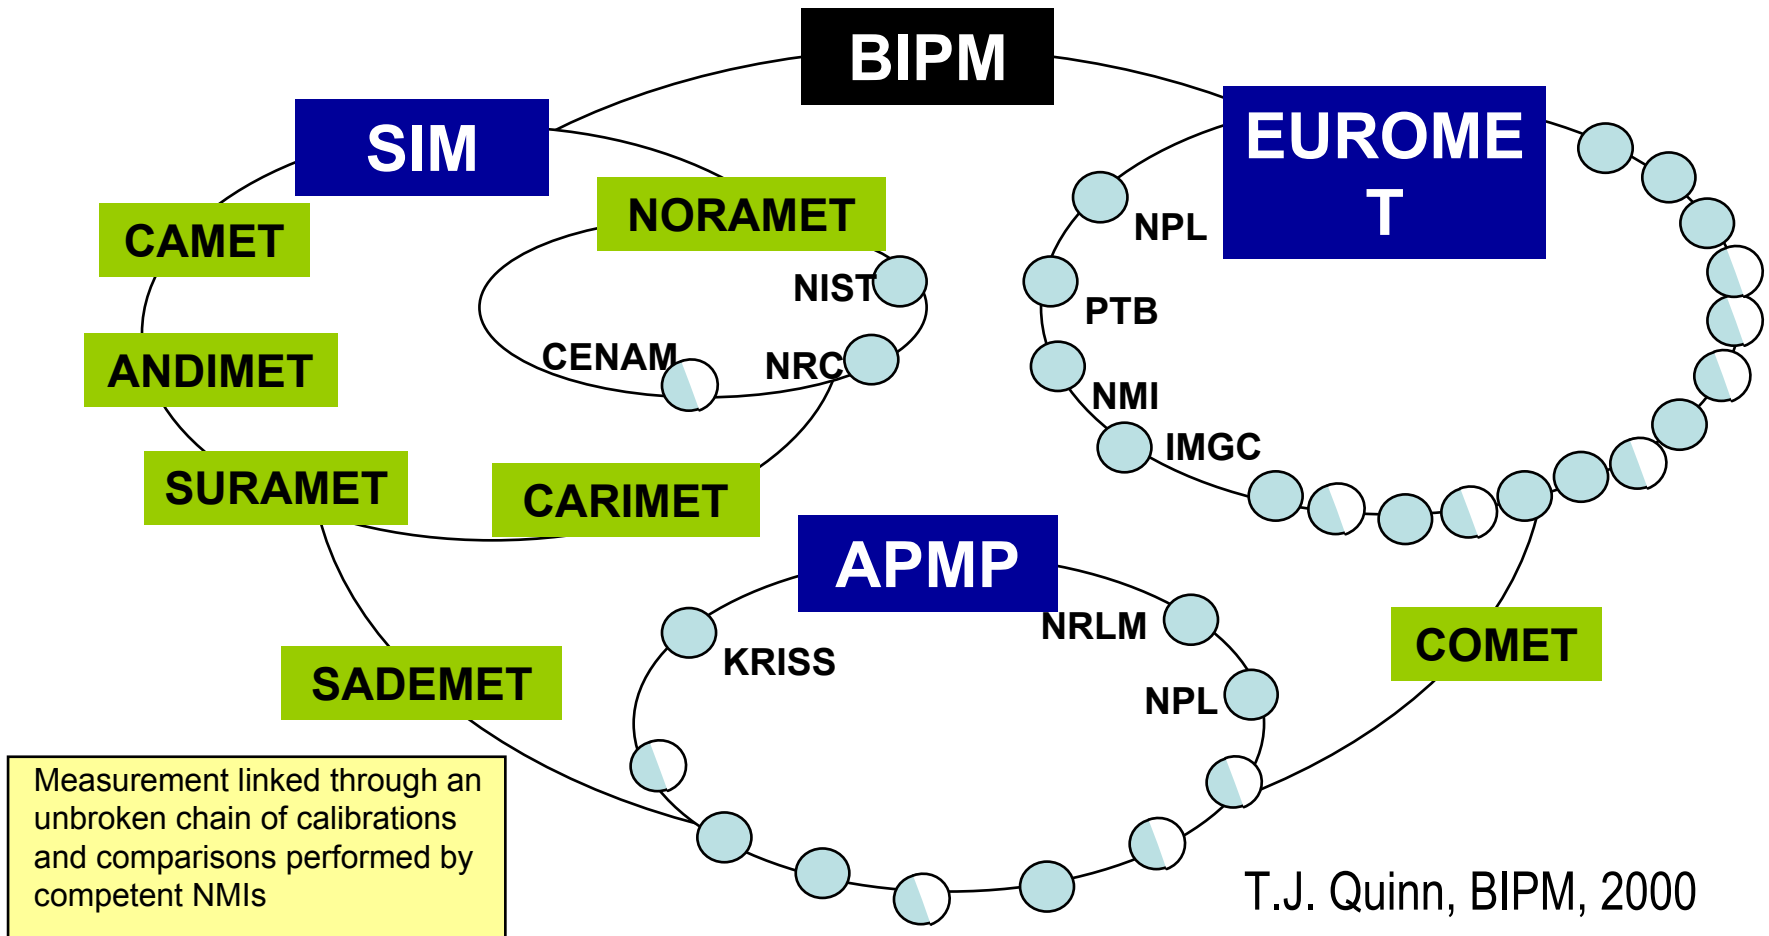 BIPM
SIM
EUROME
T
NORAMET
CAMET
NPL
NIST
PTB
CENAM
NRC
ANDIMET
NMI
IMGC
SURAMET
CARIMET
APMP
NRLM
KRISS
COMET
SADEMET
NPL
Measurement linked through an
unbroken chain of calibrations
and comparisons performed by
competent NMIs
T.J. Quinn, BIPM, 2000